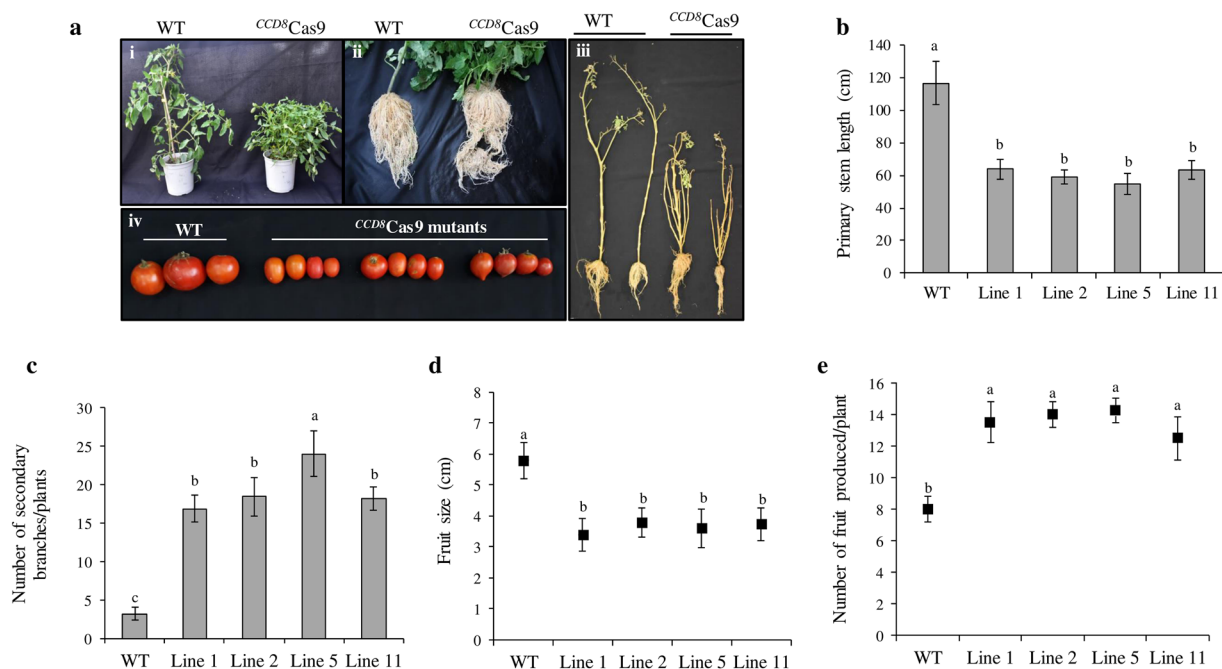 a
WT
CCD8Cas9
WT
CCD8Cas9
WT
CCD8Cas9
i
ii
iii
iv
WT
CCD8Cas9 mutants
b
Primary stem length (cm)
140
120
100
80
60
40
20
0
a
b
b
b
b
WT Line 1 Line 2 Line 5 Line 11
c
Number of secondary
branches/plants
30
25
20
15
10
5
0
c
b
b
a
b
WT Line 1 Line 2 Line 5 Line 11
d
Fruit size (cm)
8
7
6
5
4
3
2
1
0
a
b
b
b
b
WT Line 1 Line 2 Line 5 Line 11
e
Number of fruit produced/plant
16
14
12
10
8
6
4
2
0
b
a
a
a
a
WT Line 1 Line 2 Line 5 Line 11